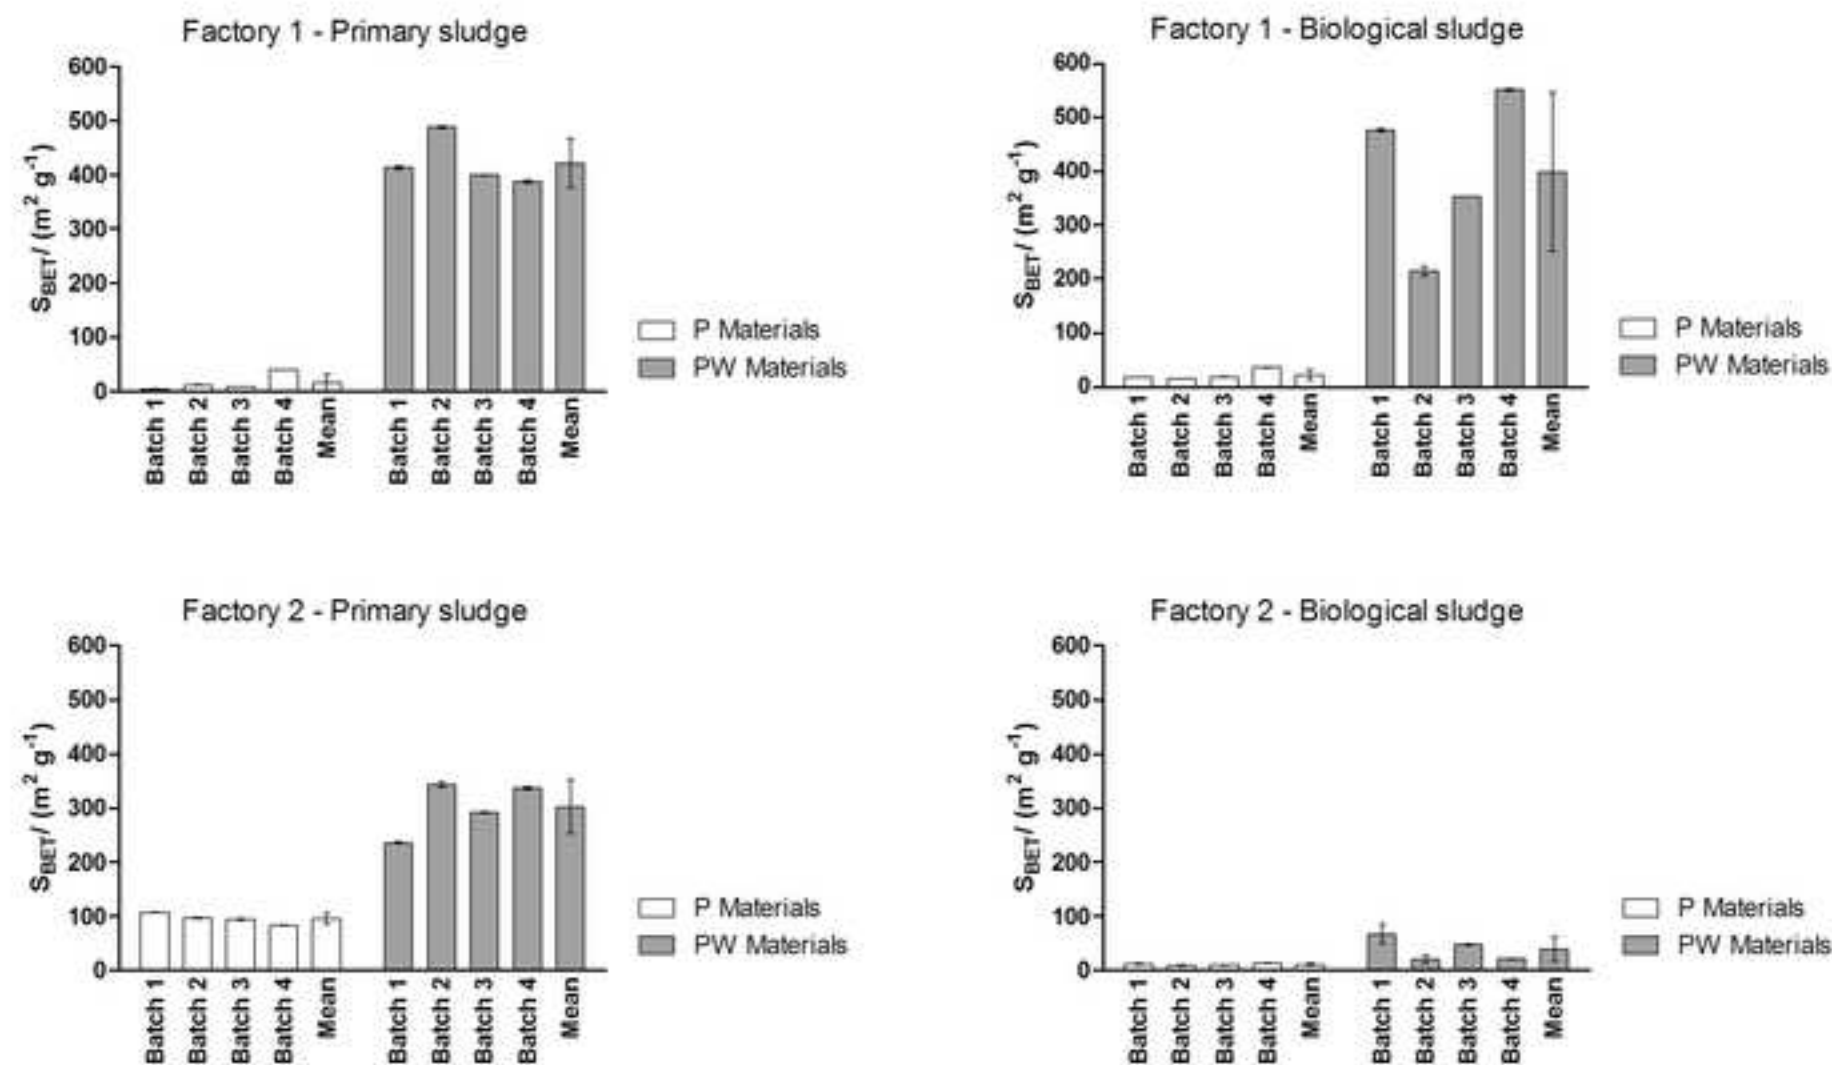 Factory 1 - Primary sludge
600
500
400
300
200
100
0
S_BET/ (m² g⁻¹)
Batch 1
Batch 2
Batch 3
Batch 4
Mean
Batch 1
Batch 2
Batch 3
Batch 4
Mean
P Materials
PW Materials
Factory 1 - Biological sludge
600
500
400
300
200
100
0
S_BET/ (m² g⁻¹)
Batch 1
Batch 2
Batch 3
Batch 4
Mean
Batch 1
Batch 2
Batch 3
Batch 4
Mean
P Materials
PW Materials
Factory 2 - Primary sludge
600
500
400
300
200
100
0
S_BET/ (m² g⁻¹)
Batch 1
Batch 2
Batch 3
Batch 4
Mean
Batch 1
Batch 2
Batch 3
Batch 4
Mean
P Materials
PW Materials
Factory 2 - Biological sludge
600
500
400
300
200
100
0
S_BET/ (m² g⁻¹)
Batch 1
Batch 2
Batch 3
Batch 4
Mean
Batch 1
Batch 2
Batch 3
Batch 4
Mean
P Materials
PW Materials